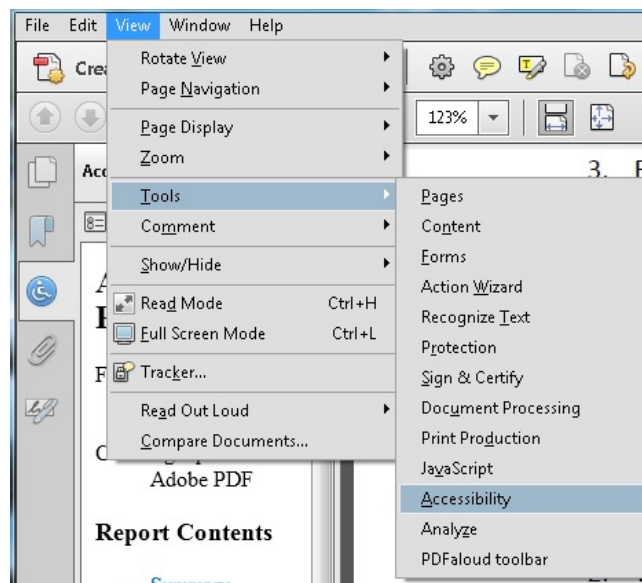 File Edit View Window Help
Rotate View
Page Navigation
123%
Page Display
Zoom
3.
Tools
Comment
Show/Hide
Read Mode Ctrl+H
Full Screen Mode Ctrl+L
Tracker...
Read Out Loud
Compare Documents...
Pages
Content
Forms
Action Wizard
Recognize Text
Protection
Sign & Certify
Document Processing
Print Production
JavaScript
Accessibility
Analyze
PDFaloud toolbar
Adobe PDF
Report Contents
Summary